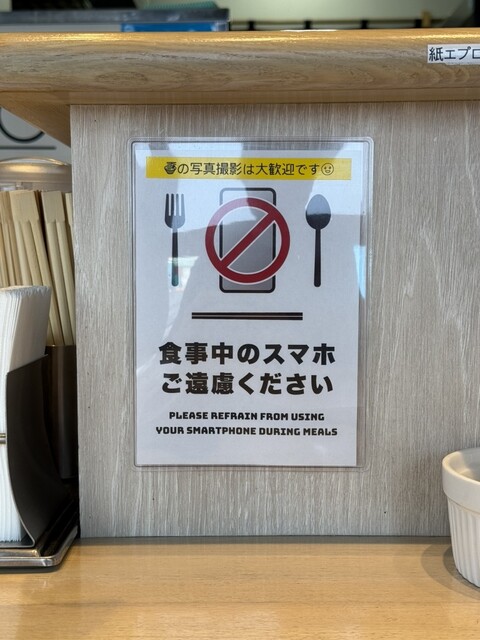 紙エプロ
🍜の写真撮影は大歓迎です😊
食事中のスマホ
ご遠慮ください
PLEASE REFRAIN FROM USING
YOUR SMARTPHONE DURING MEALS